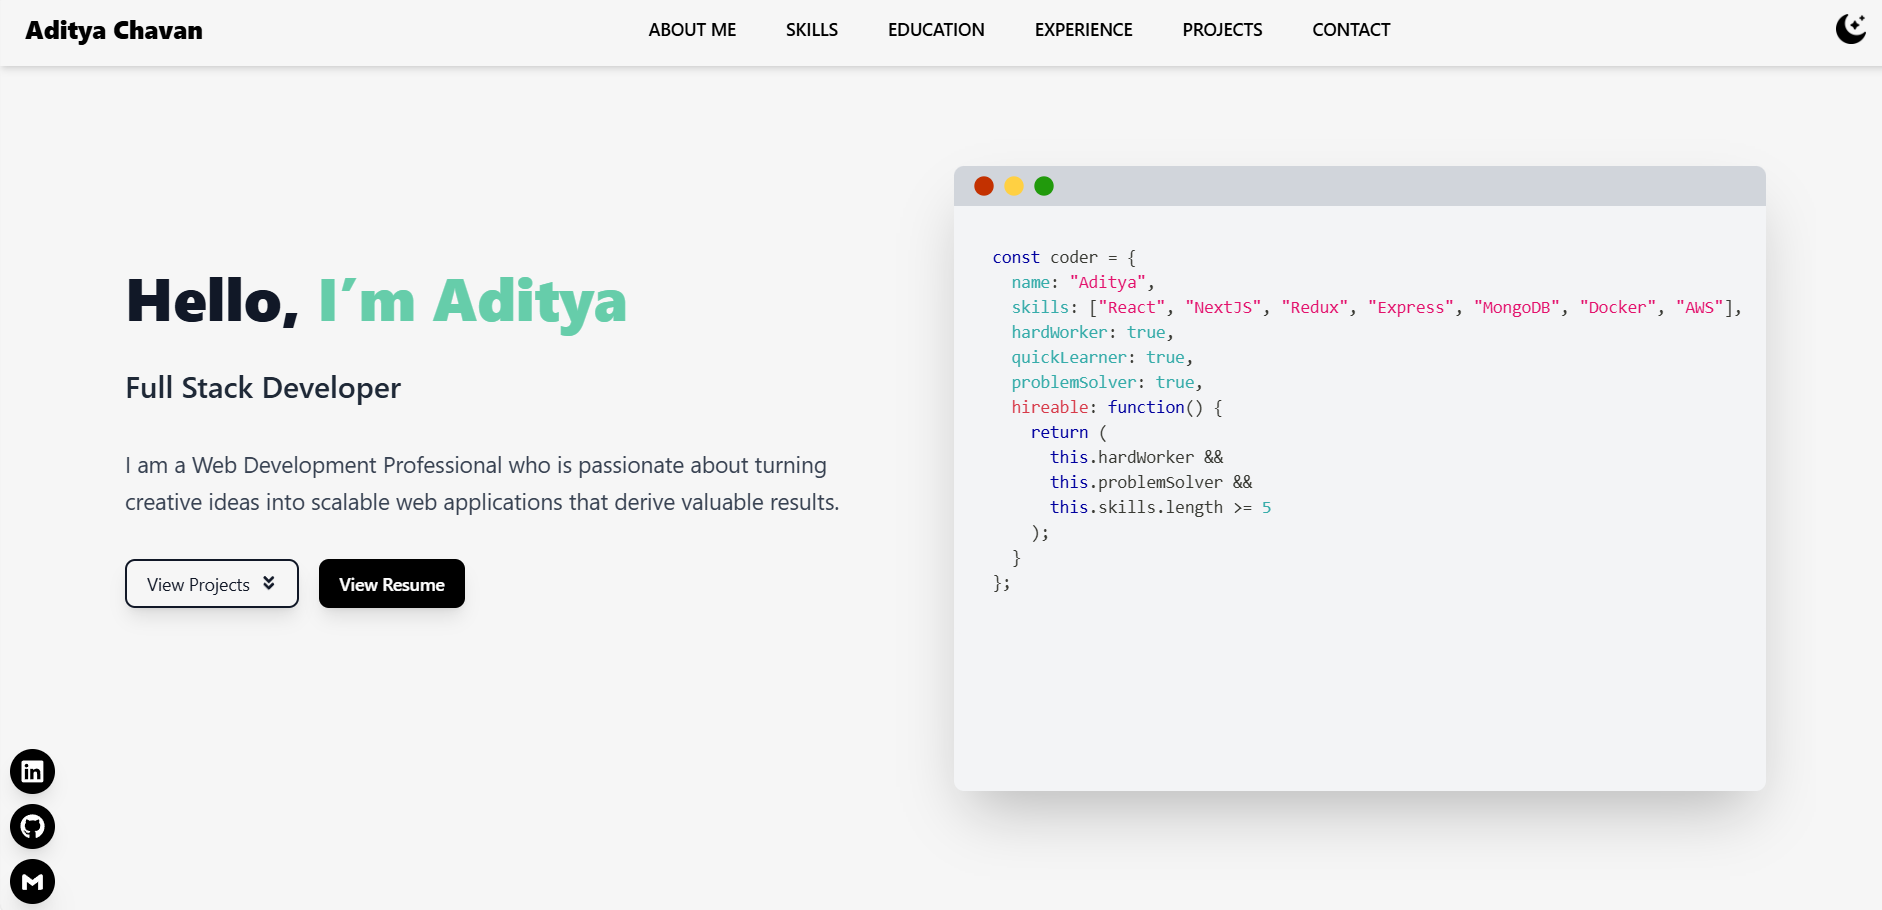 Aditya Chavan
ABOUT ME
SKILLS
EDUCATION
EXPERIENCE
PROJECTS
CONTACT
Hello, I’m Aditya
Full Stack Developer
I am a Web Development Professional who is passionate about turning
creative ideas into scalable web applications that derive valuable results.
View Projects
View Resume
const coder = {
  name: "Aditya",
  skills: ["React", "NextJS", "Redux", "Express", "MongoDB", "Docker", "AWS"],
  hardWorker: true,
  quickLearner: true,
  problemSolver: true,
  hireable: function() {
    return (
      this.hardWorker &&
      this.problemSolver &&
      this.skills.length >= 5
    );
  }
};
in
M